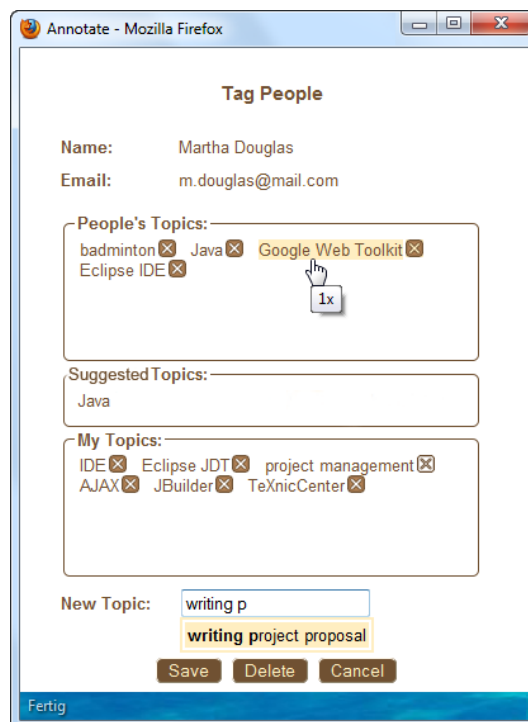 Annotate - Mozilla Firefox
Tag People
Name: Martha Douglas
Email: m.douglas@mail.com
People's Topics:
badminton Java Google Web Toolkit
Eclipse IDE
1x
Suggested Topics:
Java
My Topics:
IDE Eclipse JDT project management
AJAX JBuilder TeXnicCenter
New Topic: writing p
writing project proposal
Save Delete Cancel
Fertig